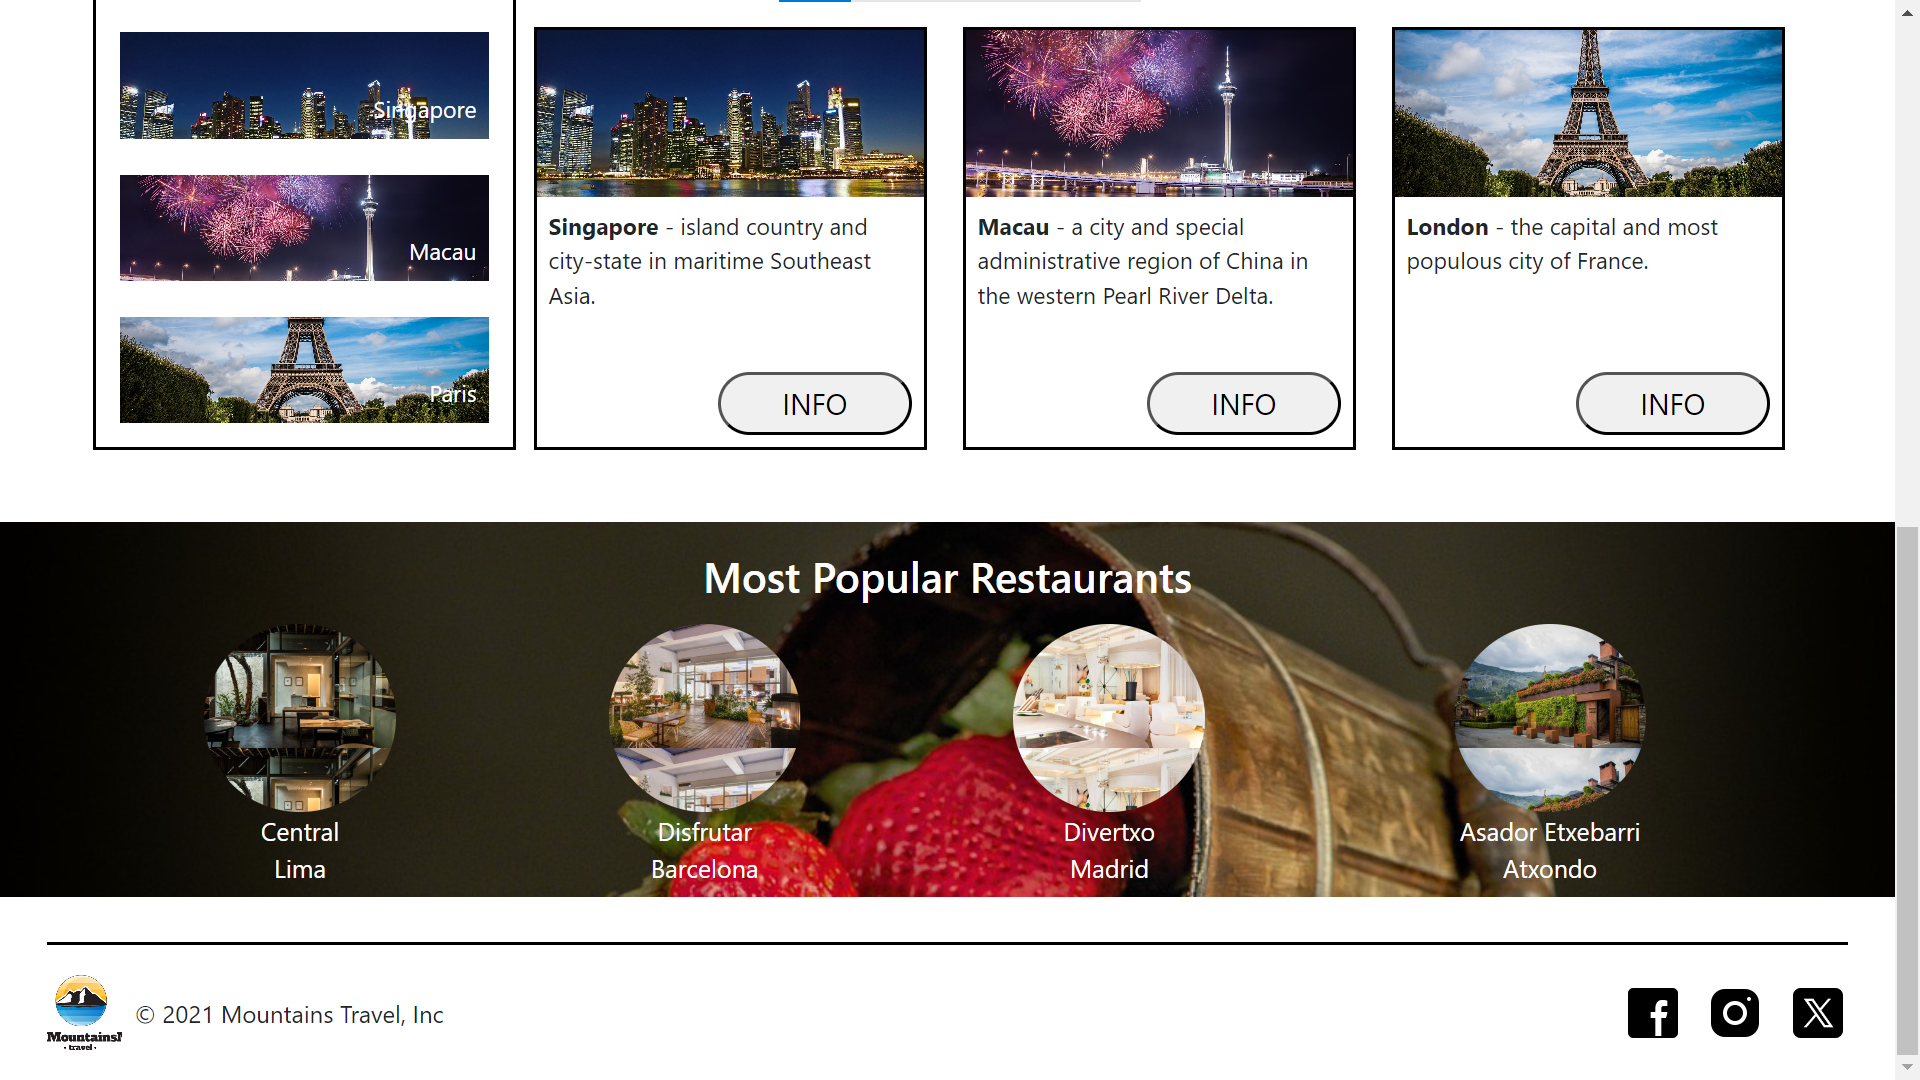 Singapore
Macau
Paris
Singapore - island country and
city-state in maritime Southeast
Asia.
INFO
Macau - a city and special
administrative region of China in
the western Pearl River Delta.
INFO
London - the capital and most
populous city of France.
INFO
Most Popular Restaurants
Central
Lima
Disfrutar
Barcelona
Divertxo
Madrid
Asador Etxebarri
Atxondo
Mountains!
· travel ·
© 2021 Mountains Travel, Inc